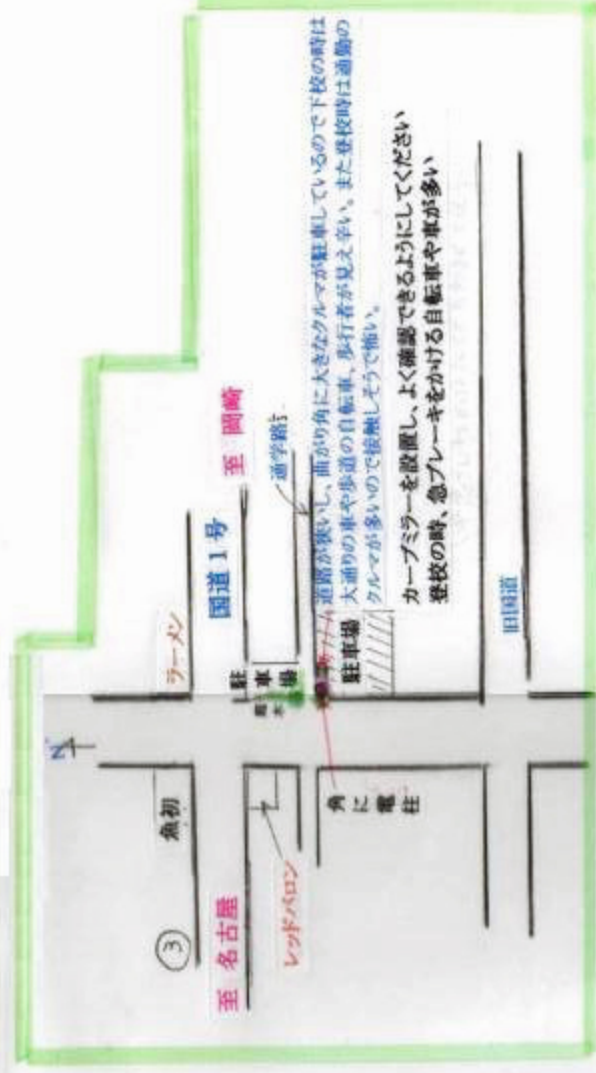 ③
N
魚初
ラーメン
至 名古屋
国道1号
至 岡崎
レッドバロン
駐車場
通学路
角に電柱
駐車場
道路が狭いし、曲がり角に大きなクルマが駐車しているので下校の時は
大通りの車や歩道の自転車、歩行者が見え辛い。また登校時は通勤の
クルマが多いので接触しそうで怖い。
カーブミラーを設置し、よく確認できるようにしてください
登校の時、急ブレーキをかける自転車や車が多い
旧国道